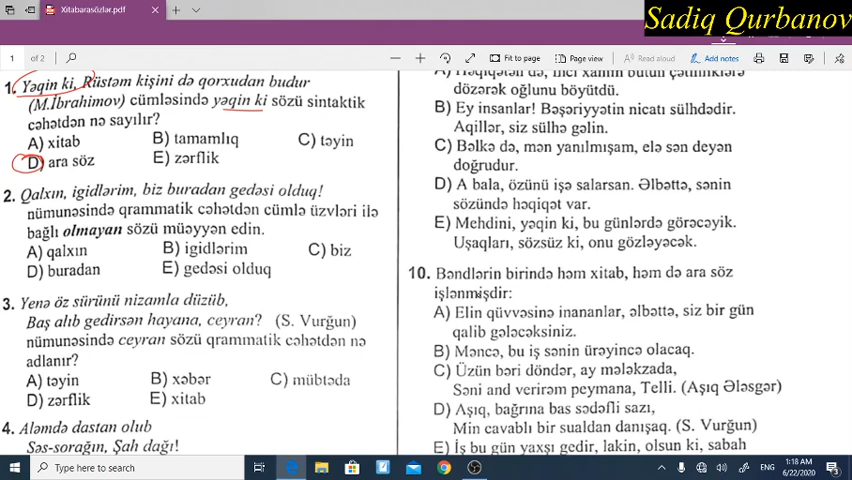 Sadiq Qurbanov
Xitabarasözlər.pdf
1 of 2
Fit to page
Page view
Read aloud
Add notes
1. Yəqin ki, Rüstəm kişini də qorxudan budur
(M.İbrahimov) cümləsində yəqin ki sözü sintaktik
cəhətdən nə sayılır?
A) xitab B) tamamlıq C) təyin
D) ara söz E) zərflik
2. Qalxın, igidlərim, biz buradan gedəsi olduq!
nümunəsində qrammatik cəhətdən cümlə üzvləri ilə
bağlı olmayan sözü müəyyən edin.
A) qalxın B) igidlərim C) biz
D) buradan E) gedəsi olduq
3. Yenə öz sürünü nizamla düzüb,
Baş alıb gedirsən hayana, ceyran? (S. Vurğun)
nümunəsində ceyran sözü qrammatik cəhətdən nə
adlanır?
A) təyin B) xəbər C) mübtəda
D) zərflik E) xitab
4. Aləmdə dastan olub
Səs-sorağın, Şah dağı!
A) Həqiqətən də, İnci xanım bütün çətinliklərə
dözərək oğlunu böyütdü.
B) Ey insanlar! Bəşəriyyətin nicatı sülhdədir.
Aqillər, siz sülhə gəlin.
C) Bəlkə də, mən yanılmışam, elə sən deyən
doğrudur.
D) A bala, özünü işə salarsan. Əlbəttə, sənin
sözündə həqiqət var.
E) Mehdini, yəqin ki, bu günlərdə görəcəyik.
Uşaqları, sözsüz ki, onu gözləyəcək.
10. Bəndlərin birində həm xitab, həm də ara söz
işlənmişdir:
A) Elin qüvvəsinə inananlar, əlbəttə, siz bir gün
qalib gələcəksiniz.
B) Məncə, bu iş sənin ürəyincə olacaq.
C) Üzün bəri döndər, ay mələkzada,
Səni and verirəm peymana, Telli. (Aşıq Ələsgər)
D) Aşıq, bağrına bas sədəfli sazı,
Min cavablı bir sualdan danışaq. (S. Vurğun)
E) İş bu gün yaxşı gedir, lakin, olsun ki, sabah
Type here to search
ENG
1:18 AM
6/22/2020
3